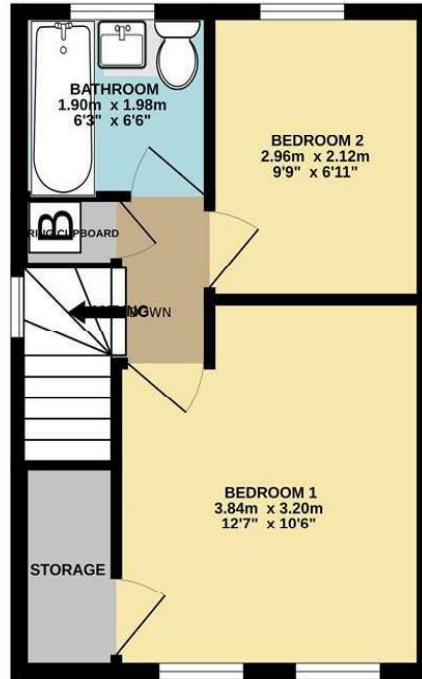 BATHROOM
1.90m x 1.98m
6'3" x 6'6"
BEDROOM 2
2.96m x 2.12m
9'9" x 6'11"
B
CUPBOARD
DOWN
BEDROOM 1
3.84m x 3.20m
12'7" x 10'6"
STORAGE